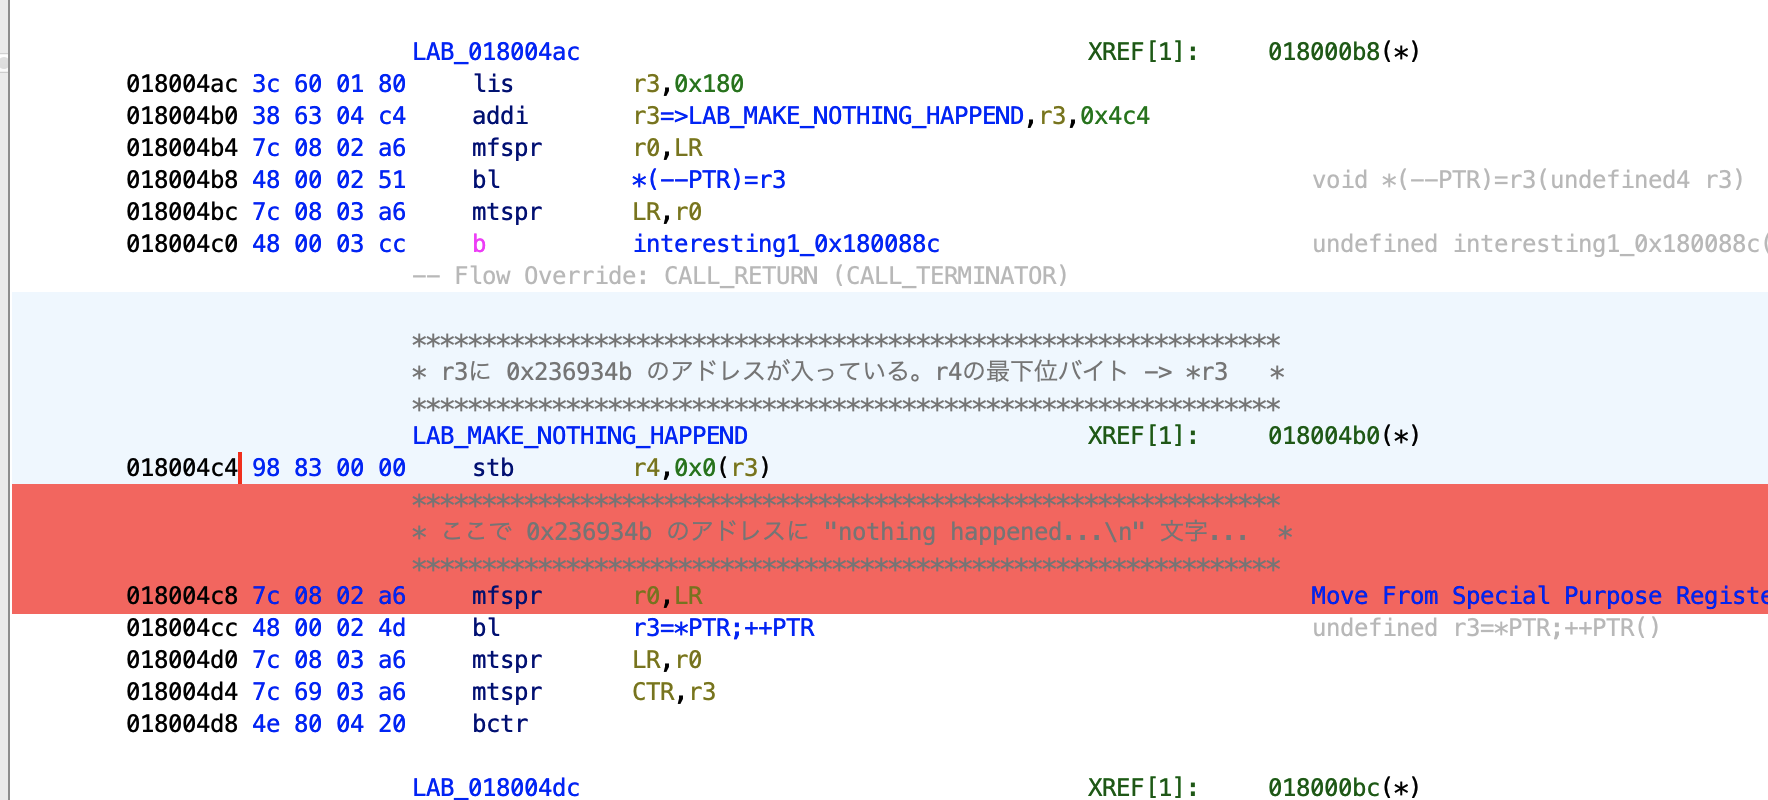 LAB_018004ac XREF[1]: 018000b8(*)
018004ac 3c 60 01 80 lis r3,0x180
018004b0 38 63 04 c4 addi r3=>LAB_MAKE_NOTHING_HAPPEND,r3,0x4c4
018004b4 7c 08 02 a6 mfspr r0,LR
018004b8 48 00 02 51 bl *(--PTR)=r3 void *(--PTR)=r3(undefined4 r3)
018004bc 7c 08 03 a6 mtspr LR,r0
018004c0 48 00 03 cc b interesting1_0x180088c undefined interesting1_0x180088c(
-- Flow Override: CALL_RETURN (CALL_TERMINATOR)
**************************************************************
* r3に 0x236934b のアドレスが入っている。r4の最下位バイト -> *r3 *
**************************************************************
LAB_MAKE_NOTHING_HAPPEND XREF[1]: 018004b0(*)
018004c4 98 83 00 00 stb r4,0x0(r3)
**************************************************************
* ここで 0x236934b のアドレスに "nothing happened...\n" 文字... *
**************************************************************
018004c8 7c 08 02 a6 mfspr r0,LR Move From Special Purpose Registe
018004cc 48 00 02 4d bl r3=*PTR;++PTR undefined r3=*PTR;++PTR()
018004d0 7c 08 03 a6 mtspr LR,r0
018004d4 7c 69 03 a6 mtspr CTR,r3
018004d8 4e 80 04 20 bctr
LAB_018004dc XREF[1]: 018000bc(*)